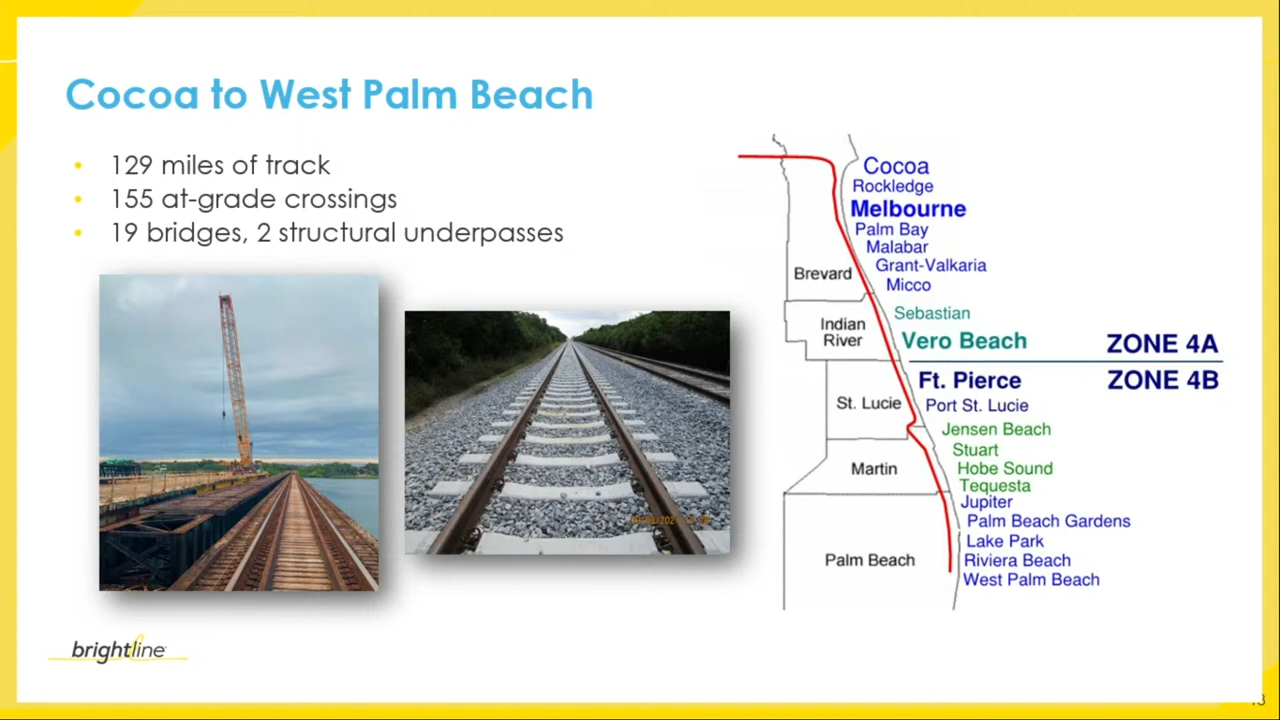 Cocoa to West Palm Beach
• 129 miles of track
• 155 at-grade crossings
• 19 bridges, 2 structural underpasses
Cocoa
Rockledge
Melbourne
Palm Bay
Malabar
Grant-Valkaria
Micco
Sebastian
Vero Beach
ZONE 4A
Ft. Pierce
ZONE 4B
Port St. Lucie
Jensen Beach
Stuart
Hobe Sound
Tequesta
Jupiter
Palm Beach Gardens
Lake Park
Riviera Beach
West Palm Beach
Brevard
Indian
River
St. Lucie
Martin
Palm Beach
brightline